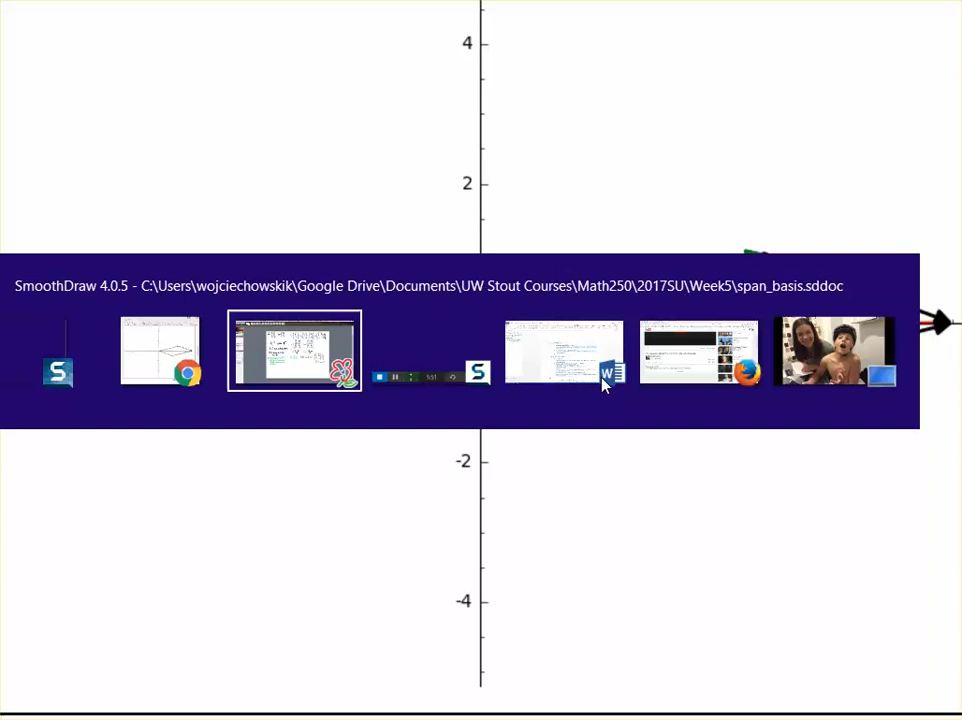 4
2
SmoothDraw 4.0.5 - C:\Users\wojciechowskik\Google Drive\Documents\UW Stout Courses\Math250\2017SU\Week5\span_basis.sddoc
S
S
W
-2
-4